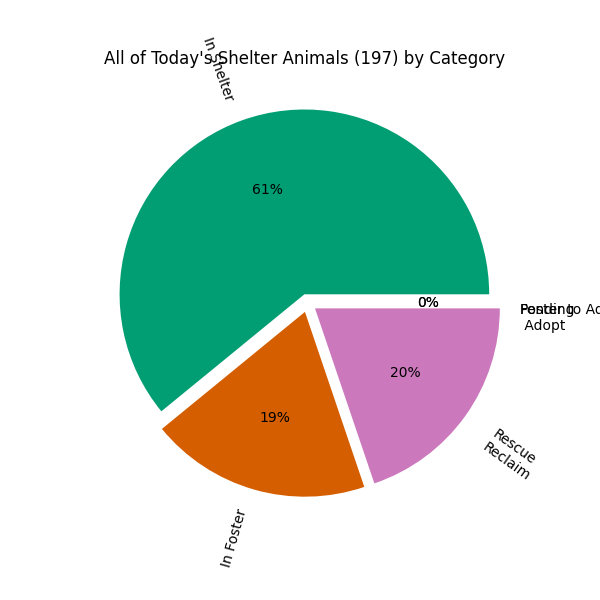 All of Today's Shelter Animals (197) by Category
In Shelter
61%
0%
Adopt
20%
19%
Rescue
Reclaim
In Foster